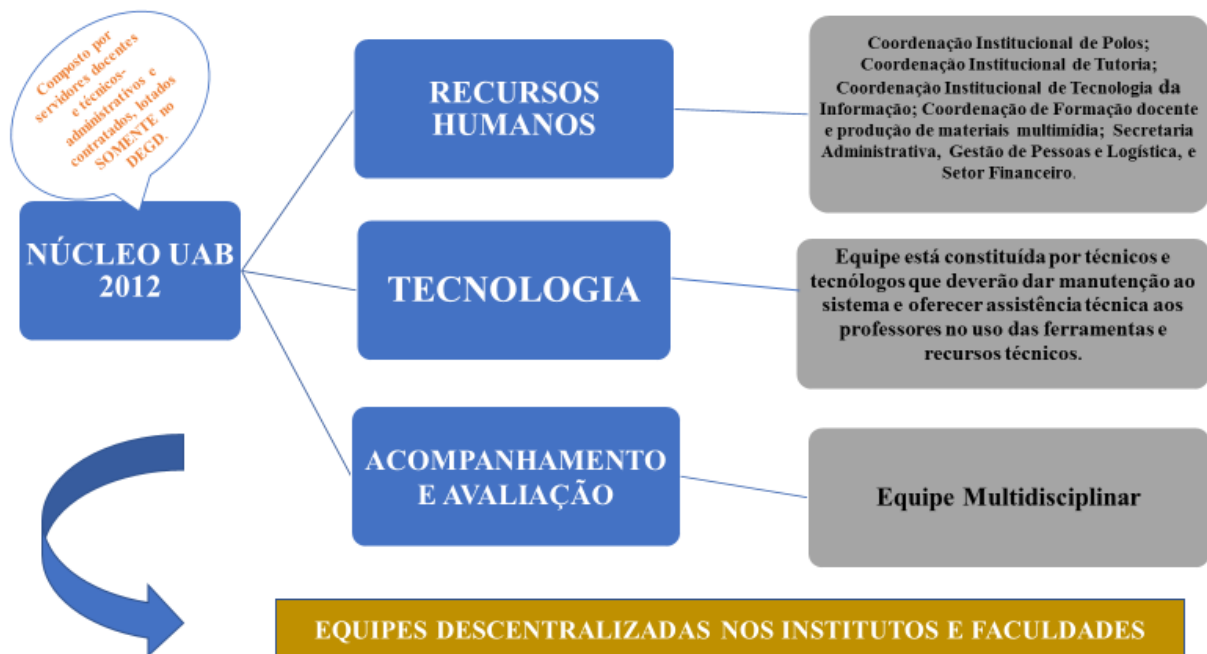 Composto por
servidores docentes
e técnicos-
administrativos e
contratados, lotados
SOMENTE no
DEGD.
NÚCLEO UAB
2012
RECURSOS
HUMANOS
Coordenação Institucional de Polos;
Coordenação Institucional de Tutoria;
Coordenação Institucional de Tecnologia da
Informação; Coordenação de Formação docente
e produção de materiais multimídia; Secretaria
Administrativa, Gestão de Pessoas e Logística, e
Setor Financeiro.
TECNOLOGIA
Equipe está constituída por técnicos e
tecnólogos que deverão dar manutenção ao
sistema e oferecer assistência técnica aos
professores no uso das ferramentas e
recursos técnicos.
ACOMPANHAMENTO
E AVALIAÇÃO
Equipe Multidisciplinar
EQUIPES DESCENTRALIZADAS NOS INSTITUTOS E FACULDADES